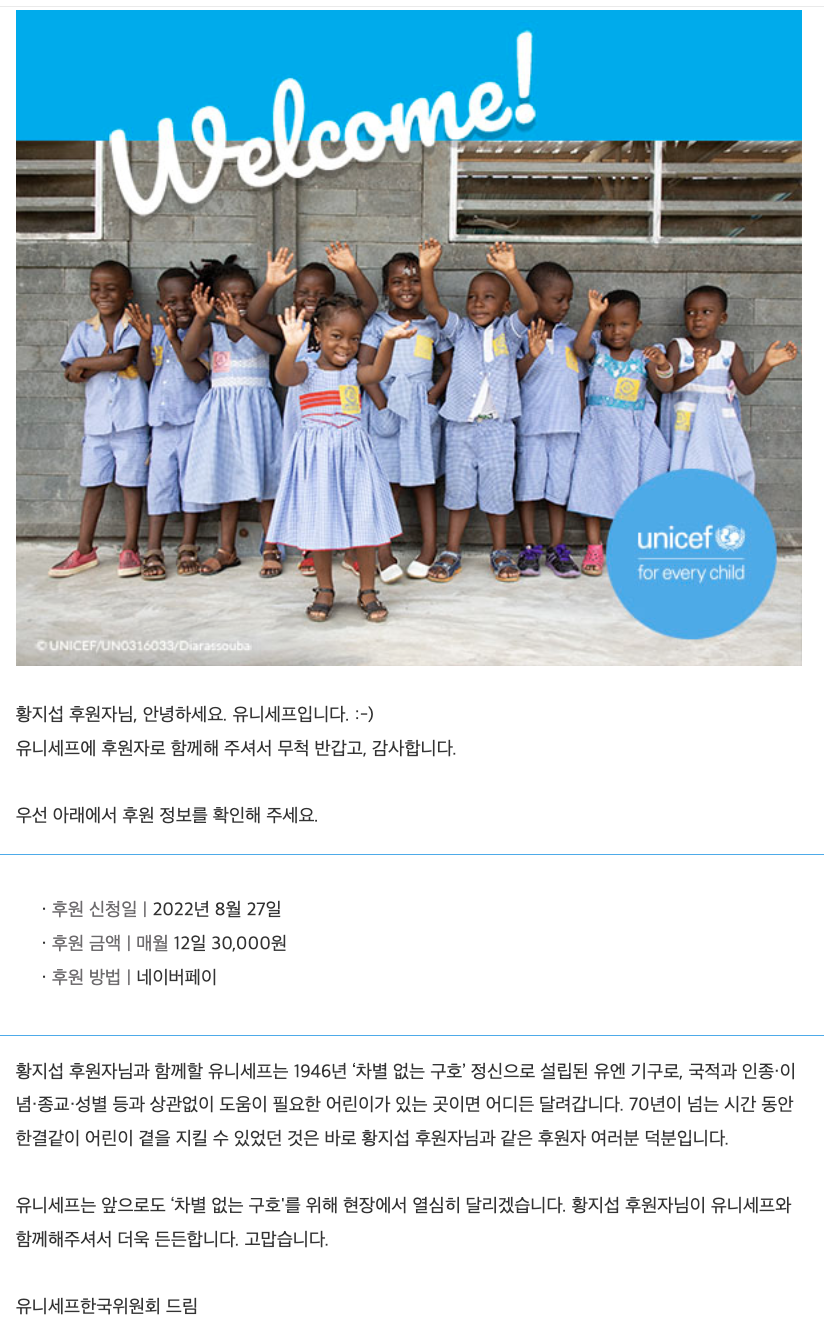 Welcome!
unicef
for every child
© UNICEF/UN0316033/Diarassouba
황지섭 후원자님, 안녕하세요. 유니세프입니다. :-)
유니세프에 후원자로 함께해 주셔서 무척 반갑고, 감사합니다.
우선 아래에서 후원 정보를 확인해 주세요.
· 후원 신청일 | 2022년 8월 27일
· 후원 금액 | 매월 12일 30,000원
· 후원 방법 | 네이버페이
황지섭 후원자님과 함께할 유니세프는 1946년 ‘차별 없는 구호’ 정신으로 설립된 유엔 기구로, 국적과 인종·이
념·종교·성별 등과 상관없이 도움이 필요한 어린이가 있는 곳이면 어디든 달려갑니다. 70년이 넘는 시간 동안
한결같이 어린이 곁을 지킬 수 있었던 것은 바로 황지섭 후원자님과 같은 후원자 여러분 덕분입니다.
유니세프는 앞으로도 ‘차별 없는 구호'를 위해 현장에서 열심히 달리겠습니다. 황지섭 후원자님이 유니세프와
함께해주셔서 더욱 든든합니다. 고맙습니다.
유니세프한국위원회 드림